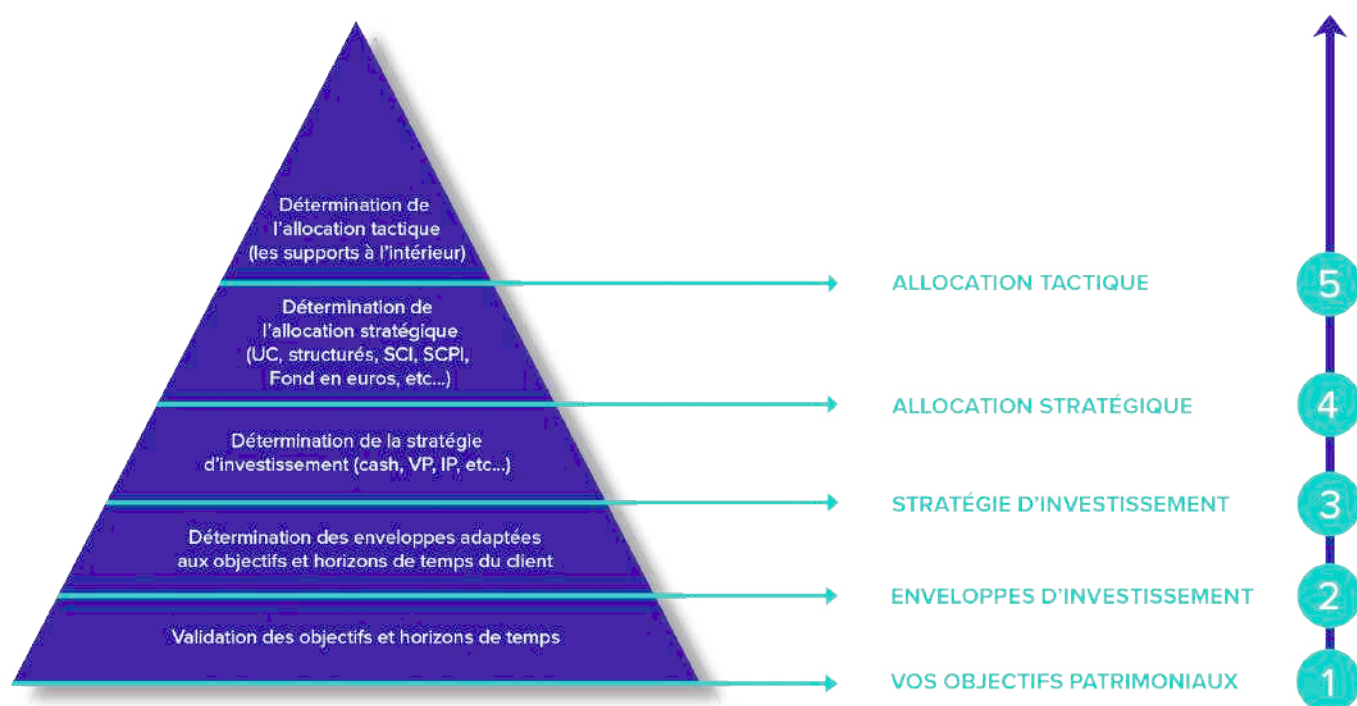 Détermination de
l'allocation tactique
(les supports à l'intérieur)
ALLOCATION TACTIQUE
5
Détermination de
l'allocation stratégique
(UC, structurés, SCI, SCPI,
Fond en euros, etc...)
ALLOCATION STRATÉGIQUE
4
Détermination de la stratégie
d'investissement (cash, VP, IP, etc...)
STRATÉGIE D'INVESTISSEMENT
3
Détermination des enveloppes adaptées
aux objectifs et horizons de temps du client
ENVELOPPES D'INVESTISSEMENT
2
Validation des objectifs et horizons de temps
VOS OBJECTIFS PATRIMONIAUX
1